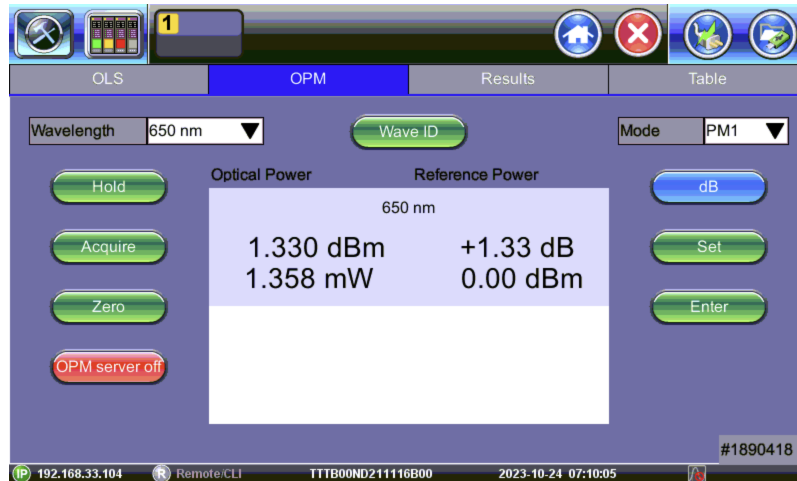 1
OLS OPM Results Table
Wavelength 650 nm Wave ID Mode PM1
Optical Power Reference Power
Hold dB
650 nm
Acquire 1.330 dBm +1.33 dB Set
1.358 mW 0.00 dBm
Zero Enter
OPM server off
#1890418
IP 192.168.33.104 R Remote/CLI TTTB00ND211116B00 2023-10-24 07:10:05